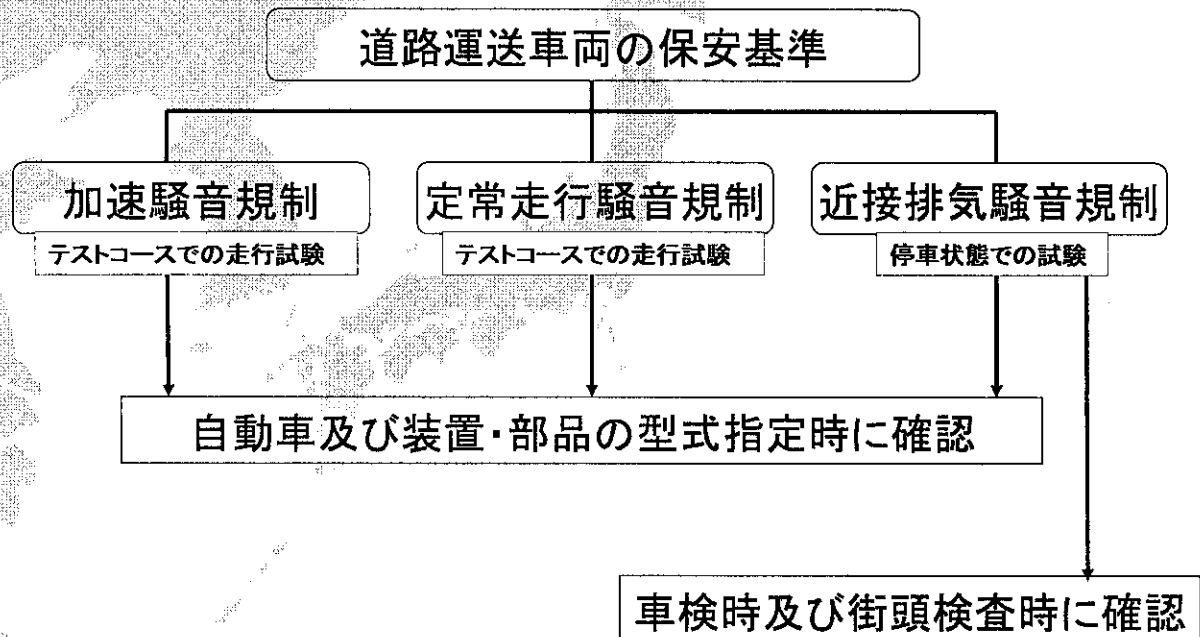 道路運送車両の保安基準
加速騒音規制
テストコースでの走行試験
定常走行騒音規制
テストコースでの走行試験
近接排気騒音規制
停車状態での試験
自動車及び装置・部品の型式指定時に確認
車検時及び街頭検査時に確認